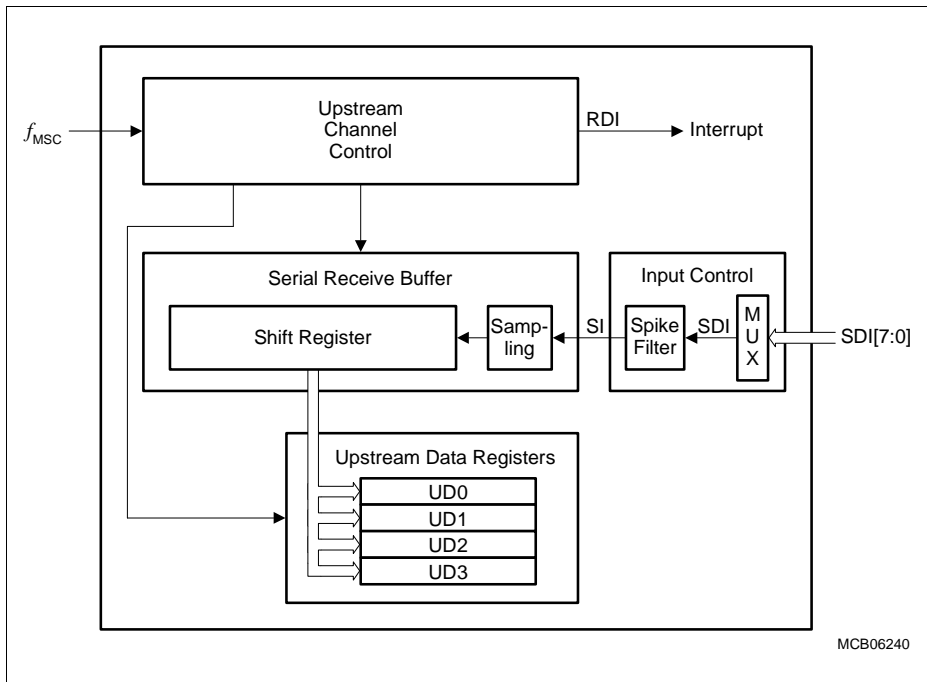 Upstream
Channel
Control
f MSC
RDI
Interrupt
Serial Receive Buffer
Input Control
Shift Register
Samp-
ling
SI
Spike
Filter
SDI
M
U
X
SDI[7:0]
Upstream Data Registers
UD0
UD1
UD2
UD3
MCB06240